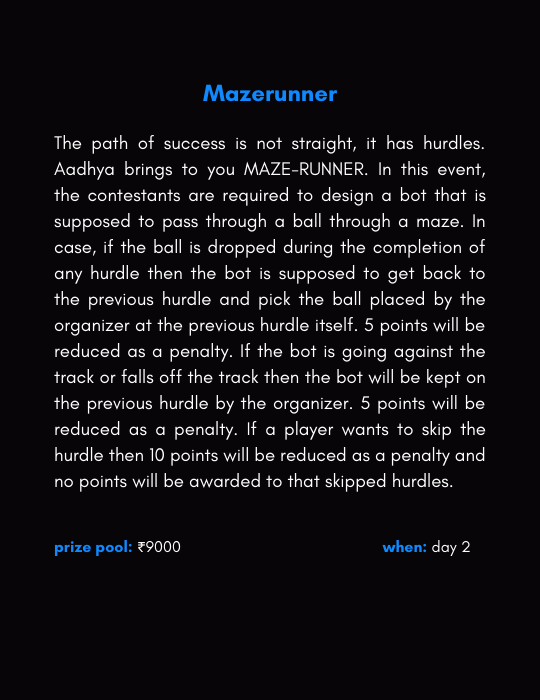 Mazerunner
The path of success is not straight, it has hurdles.
Aadhya brings to you MAZE-RUNNER. In this event,
the contestants are required to design a bot that is
supposed to pass through a ball through a maze. In
case, if the ball is dropped during the completion of
any hurdle then the bot is supposed to get back to
the previous hurdle and pick the ball placed by the
organizer at the previous hurdle itself. 5 points will be
reduced as a penalty. If the bot is going against the
track or falls off the track then the bot will be kept on
the previous hurdle by the organizer. 5 points will be
reduced as a penalty. If a player wants to skip the
hurdle then 10 points will be reduced as a penalty and
no points will be awarded to that skipped hurdles.
prize pool: ₹9000 when: day 2